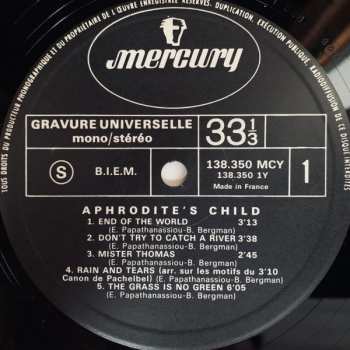 TOUS DROITS DU PRODUCTEUR PHONOGRAPHIQUE ET DU PROPRIÉTAIRE DE L'ŒUVRE ENREGISTRÉE RÉSERVÉS. DUPLICATION, EXÉCUTION PUBLIQUE, RADIODIFFUSION DE CE
mercury
GRAVURE UNIVERSELLE
mono/stéréo
33 1/3
S
B.I.E.M.
138.350 MCY
138.350 1Y
Made in France
1
APHRODITE'S CHILD
1. END OF THE WORLD 3'13
(E. Papathanassiou-B. Bergman)
2. DON'T TRY TO CATCH A RIVER 3'38
(E. Papathanassiou-B. Bergman)
3. MISTER THOMAS 2'45
(E. Papathanassiou-B. Bergman)
4. RAIN AND TEARS (arr. sur les motifs du 3'10
Canon de Pachelbel) (E. Papathanassiou - B. Bergman)
5. THE GRASS IS NO GREEN 6'05
(E. Papathanassiou-B. Bergman)